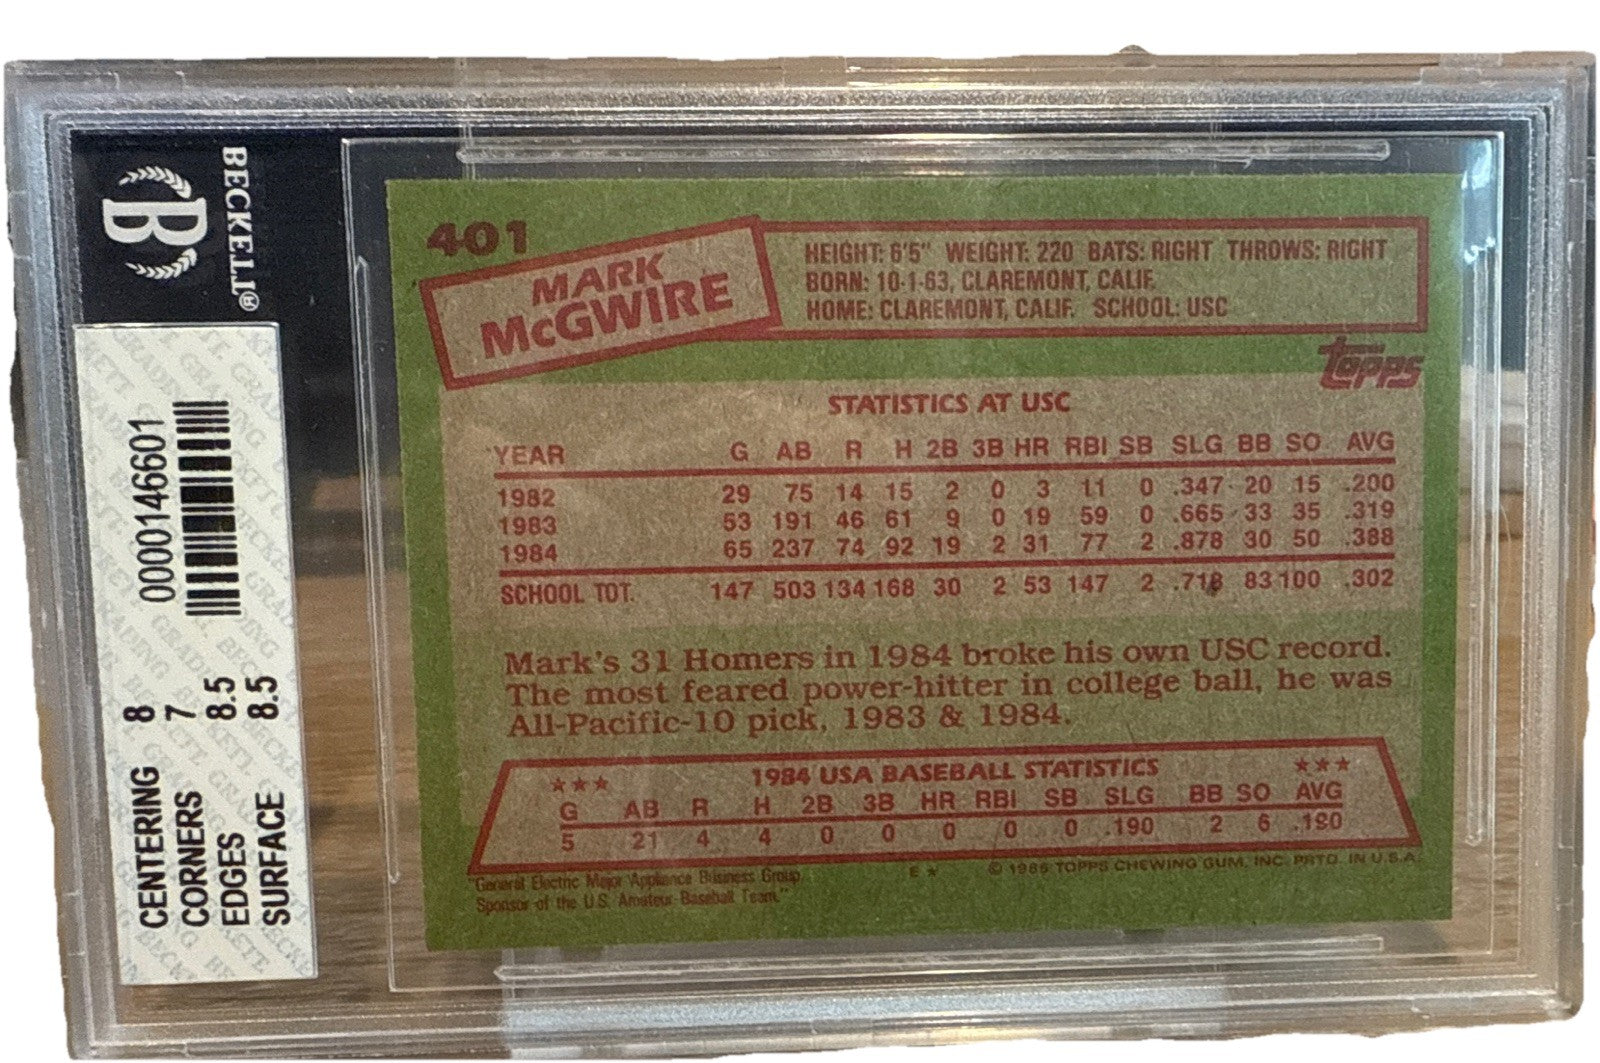 BECKETT®
B
0000146601
CENTERING 8
CORNERS 7
EDGES 8.5
SURFACE 8.5
401
MARK
McGWIRE
HEIGHT: 6'5" WEIGHT: 220 BATS: RIGHT THROWS: RIGHT
BORN: 10-1-63, CLAREMONT, CALIF.
HOME: CLAREMONT, CALIF. SCHOOL: USC
topps
STATISTICS AT USC
YEAR G AB R H 2B 3B HR RBI SB SLG BB SO AVG
1982 29 75 14 15 2 0 3 11 0 .347 20 15 .200
1983 53 191 46 61 9 0 19 59 0 .665 33 35 .319
1984 65 237 74 92 19 2 31 77 2 .878 30 50 .388
SCHOOL TOT. 147 503 134 168 30 2 53 147 2 .718 83 100 .302
Mark's 31 Homers in 1984 broke his own USC record.
The most feared power-hitter in college ball, he was
All-Pacific-10 pick, 1983 & 1984.
★★★ 1984 USA BASEBALL STATISTICS ★★★
G AB R H 2B 3B HR RBI SB SLG BB SO AVG
5 21 4 4 0 0 0 0 0 .190 2 6 .190
"General Electric Major Appliance Business Group
Sponsor of the U.S. Amateur Baseball Team."
E★ © 1985 TOPPS CHEWING GUM, INC. PRTD. IN U.S.A.